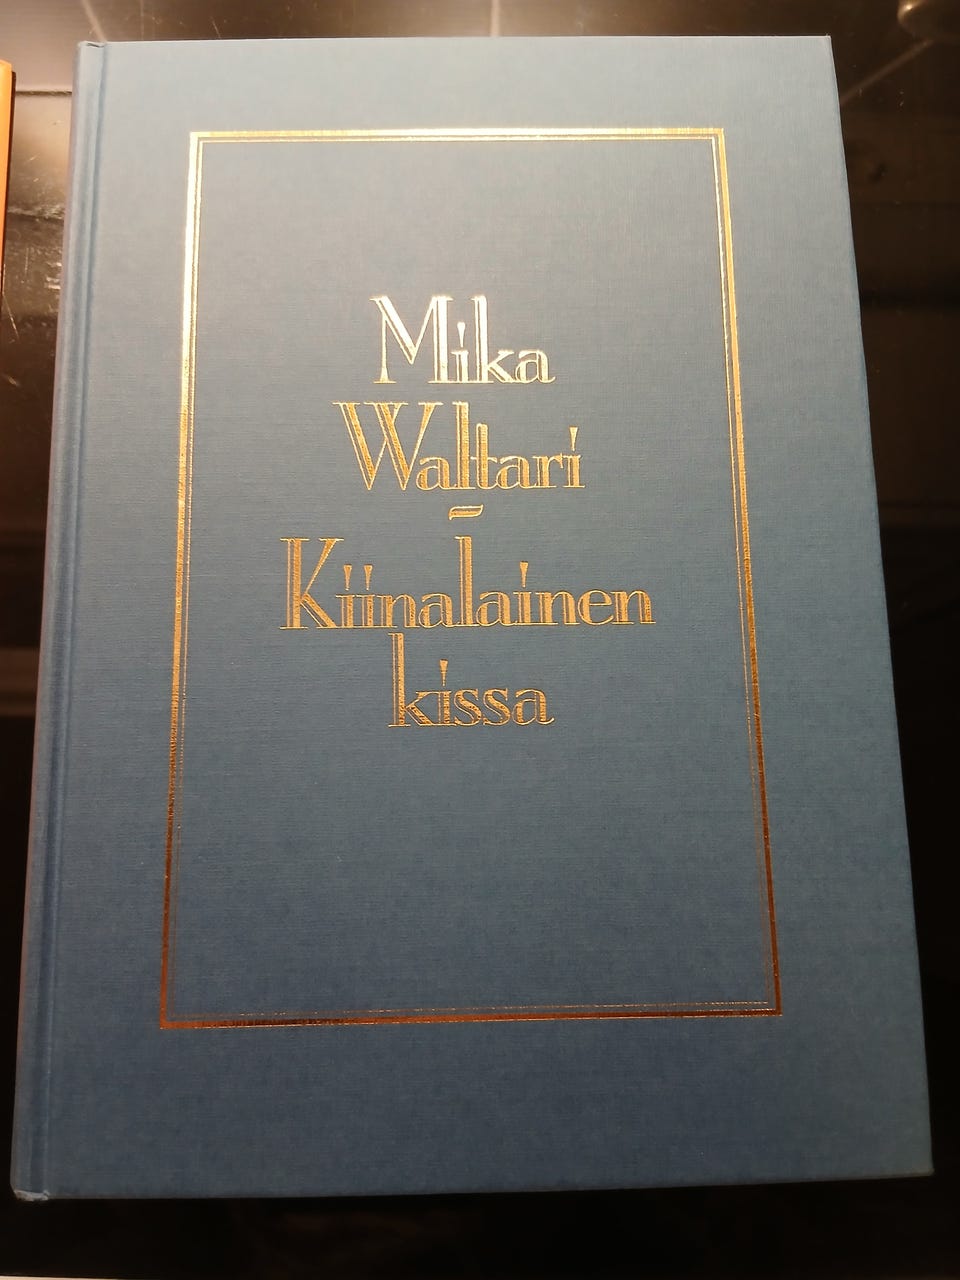 Mika
Waltari
~
Kiinalainen
kissa